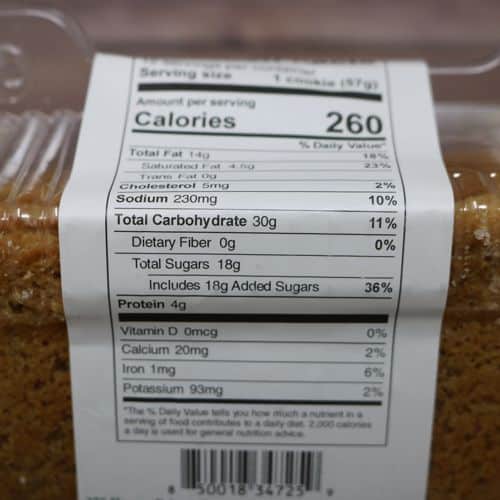 servings per container
Serving size 1 cookie (57g)
Amount per serving
Calories 260
% Daily Value*
Total Fat 14g 18%
Saturated Fat 4.5g 23%
Trans Fat 0g
Cholesterol 5mg 2%
Sodium 230mg 10%
Total Carbohydrate 30g 11%
Dietary Fiber 0g 0%
Total Sugars 18g
Includes 18g Added Sugars 36%
Protein 4g
Vitamin D 0mcg 0%
Calcium 20mg 2%
Iron 1mg 6%
Potassium 93mg 2%
*The % Daily Value tells you how much a nutrient in a
serving of food contributes to a daily diet. 2,000 calories
a day is used for general nutrition advice.
8 50018 34725 9